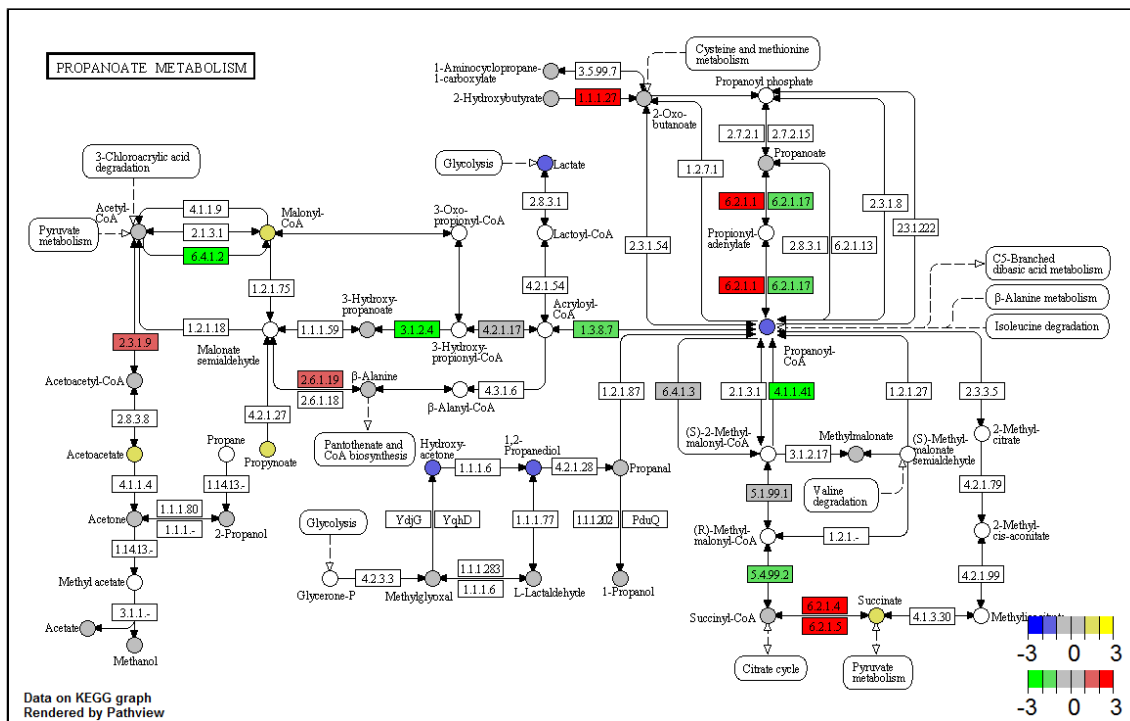 PROPANOATE METABOLISM
1-Aminocyclopropane-
1-carboxylate
3.5.99.7
Cysteine and methionine
metabolism
2-Hydroxybutyrate
1.1.1.27
2-Oxo-
butanoate
Propanoyl phosphate
2.7.2.1
2.7.2.15
1.2.7.1
Propanoate
2.3.1.8
2.3.1.222
3-Chloroacrylic acid
degradation
Glycolysis
Lactate
2.8.3.1
6.2.1.1
6.2.1.17
Acetyl-
CoA
4.1.1.9
Malonyl-
CoA
2.1.3.1
6.4.1.2
Pyruvate
metabolism
3-Oxo-
propionyl-CoA
Lactoyl-CoA
Propionyl-
adenylate
2.3.1.54
2.8.3.1
6.2.1.13
C5-Branched
dibasic acid metabolism
β-Alanine metabolism
Isoleucine degradation
1.2.1.75
4.2.1.54
6.2.1.1
6.2.1.17
3-Hydroxy-
propanoate
Acryloyl-
CoA
1.2.1.18
1.1.1.59
3.1.2.4
4.2.1.17
1.3.8.7
2.3.1.9
Malonate
semialdehyde
3-Hydroxy-
propionyl-CoA
Propanoyl-
CoA
Acetoacetyl-CoA
2.6.1.19
2.6.1.18
β-Alanine
β-Alanyl-CoA
4.3.1.6
1.2.1.87
6.4.1.3
2.1.3.1
4.1.1.41
1.2.1.27
2.3.3.5
2.8.3.8
4.2.1.27
Propane
Propynoate
Pantothenate and
CoA biosynthesis
Hydroxy-
acetone
1,2-
Propanediol
(S)-2-Methyl-
malonyl-CoA
Methylmalonate
(S)-Methyl-
malonate
semialdehyde
2-Methyl-
citrate
Acetoacetate
1.1.1.6
4.2.1.28
Propanal
3.1.2.17
4.1.1.4
1.14.13.-
Valine
degradation
4.2.1.79
5.1.99.1
Acetone
1.1.1.80
1.1.1.-
2-Propanol
Glycolysis
YdjG
YqhD
1.1.1.77
1.1.1.202
PduQ
(R)-Methyl-
malonyl-CoA
1.2.1.-
2-Methyl-
cis-aconitate
1.14.13.-
Methyl acetate
4.2.3.3
1.1.1.283
1.1.1.6
5.4.99.2
4.2.1.99
Glycerone-P
Methylglyoxal
L-Lactaldehyde
1-Propanol
3.1.1.-
Acetate
Methanol
Succinyl-CoA
6.2.1.4
6.2.1.5
Succinate
4.1.3.30
Citrate cycle
Pyruvate
metabolism
-3 0 3
-3 0 3
Data on KEGG graph
Rendered by Pathview